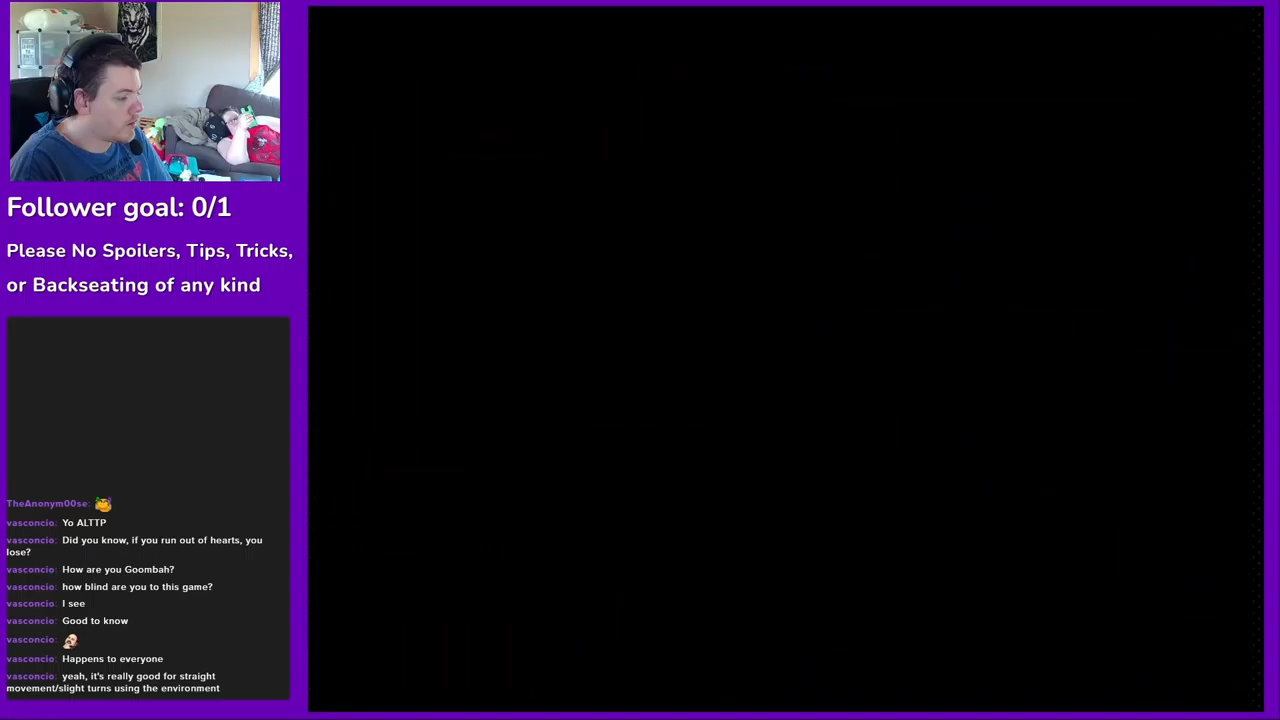 Follower goal: 0/1
Please No Spoilers, Tips, Tricks,
or Backseating of any kind
TheAnonym00se:
vasconcio: Yo ALTTP
vasconcio: Did you know, if you run out of hearts, you
lose?
vasconcio: How are you Goombah?
vasconcio: how blind are you to this game?
vasconcio: I see
vasconcio: Good to know
vasconcio:
vasconcio: Happens to everyone
vasconcio: yeah, it's really good for straight
movement/slight turns using the environment